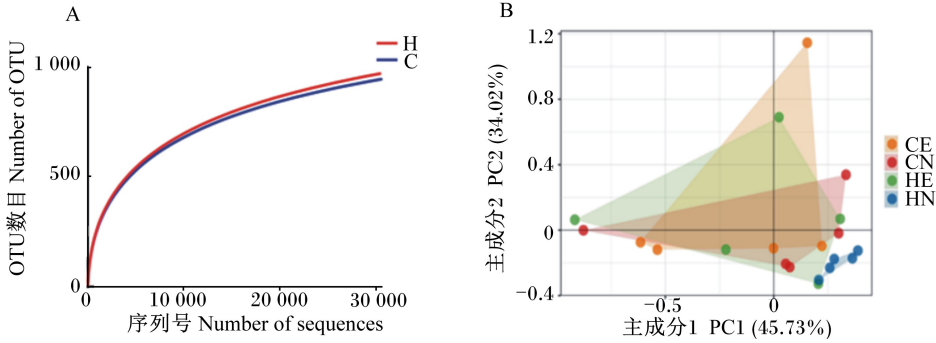 A
H
C
OTU数目 Number of OTU
1 000
500
0
0
10 000
20 000
30 000
序列号 Number of sequences
B
主成分2 PC2 (34.02%)
1.2
0.8
0.4
0
−0.4
−0.5
0
主成分1 PC1 (45.73%)
CE
CN
HE
HN